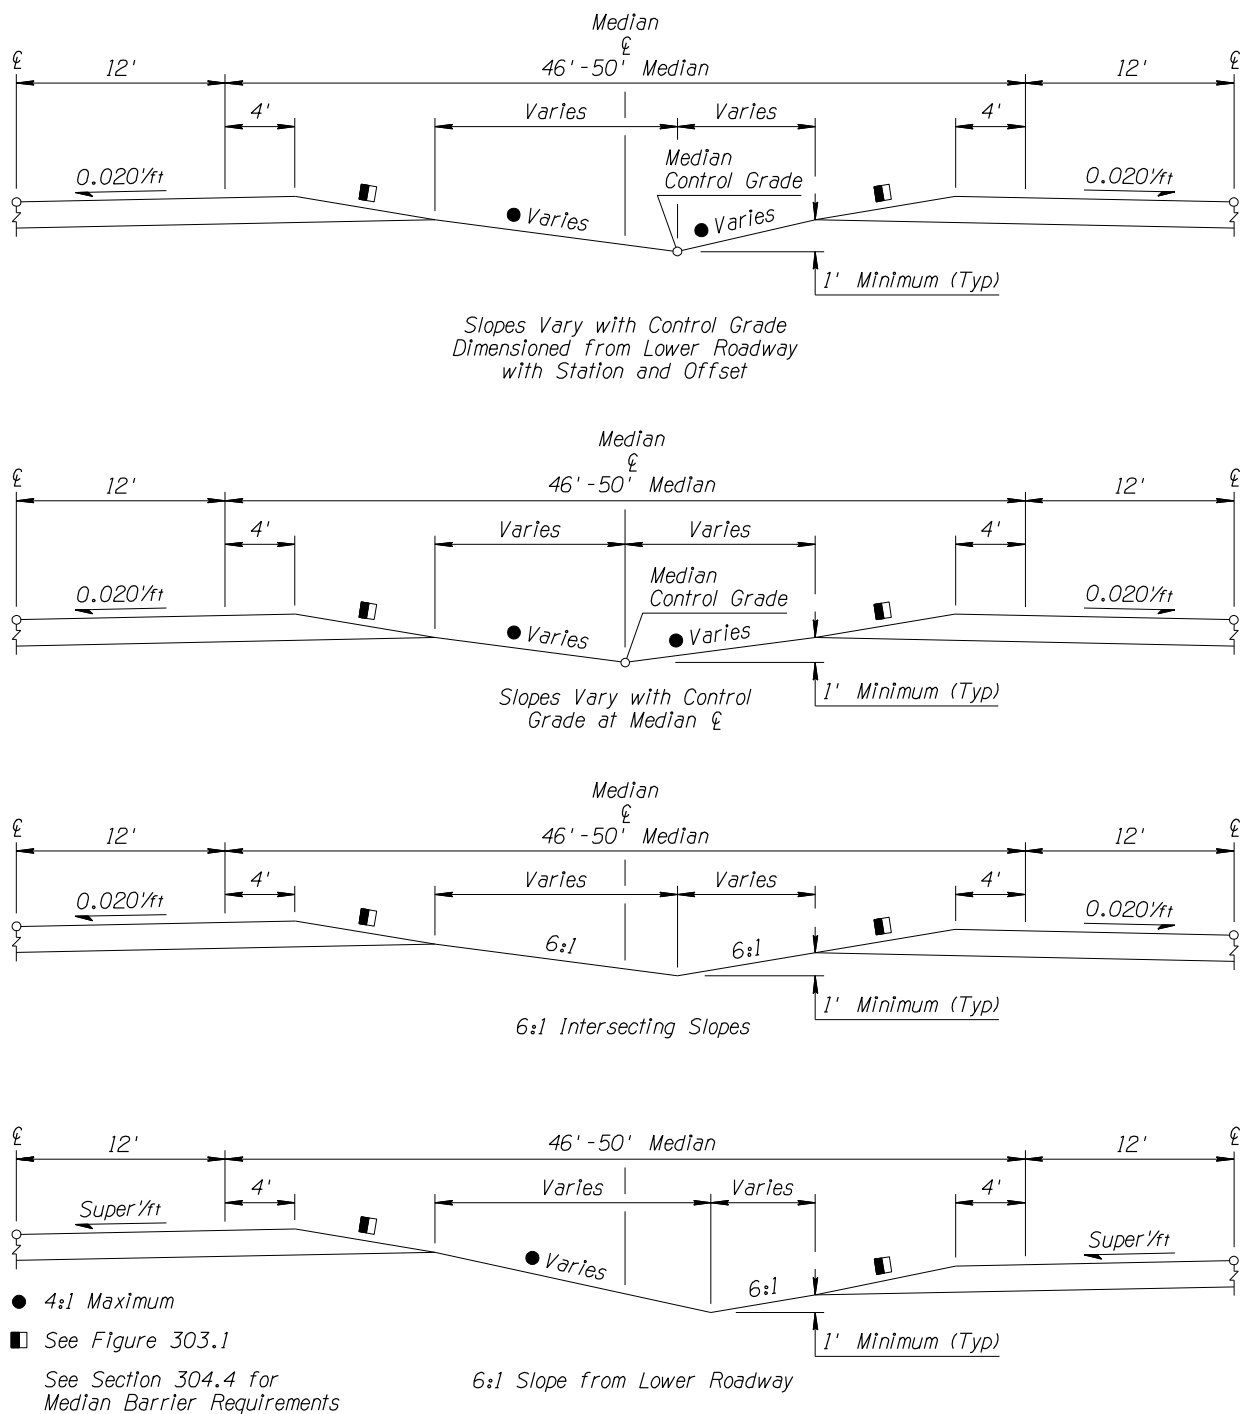 Median
℄
℄ ℄
12' 46'-50' Median 12'
4' Varies Varies 4'
Median
Control Grade
0.020'/ft 0.020'/ft
Varies Varies
1' Minimum (Typ)
Slopes Vary with Control Grade
Dimensioned from Lower Roadway
with Station and Offset
Median
℄
℄ ℄
12' 46'-50' Median 12'
4' Varies Varies 4'
Median
Control Grade
0.020'/ft 0.020'/ft
Varies Varies
1' Minimum (Typ)
Slopes Vary with Control
Grade at Median ℄
Median
℄
℄ ℄
12' 46'-50' Median 12'
4' Varies Varies 4'
0.020'/ft 0.020'/ft
6:1 6:1
1' Minimum (Typ)
6:1 Intersecting Slopes
℄ ℄
12' 46'-50' Median 12'
4' Varies Varies 4'
Super'/ft Super'/ft
Varies 6:1
1' Minimum (Typ)
4:1 Maximum
See Figure 303.1
See Section 304.4 for
Median Barrier Requirements
6:1 Slope from Lower Roadway